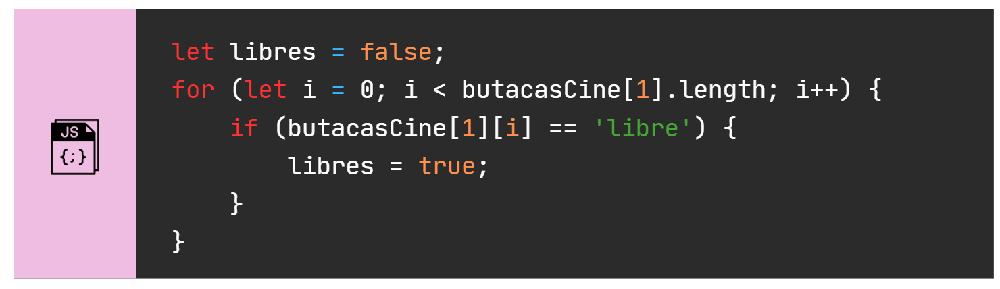 JS
{;}
let libres = false;
for (let i = 0; i < butacasCine[1].length; i++) {
    if (butacasCine[1][i] == 'libre') {
        libres = true;
    }
}